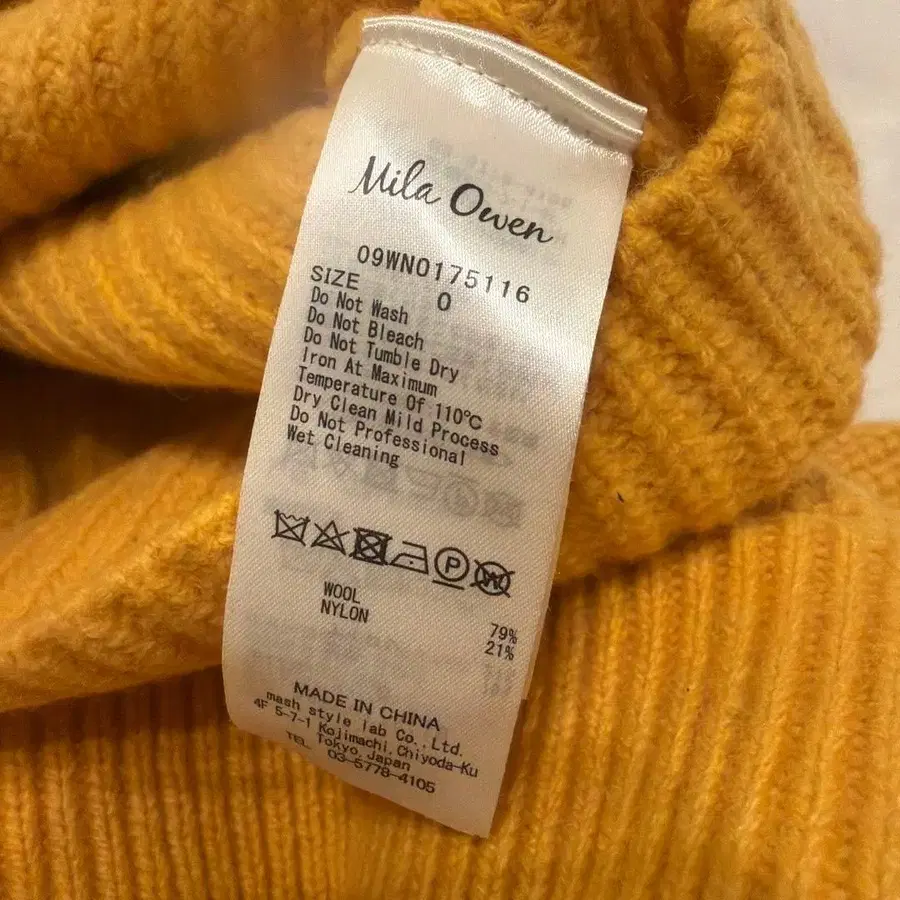 Mila Owen
09WN0175116
SIZE 0
Do Not Wash
Do Not Bleach
Do Not Tumble Dry
Iron At Maximum
Temperature Of 110℃
Dry Clean Mild Process
Do Not Professional
Wet Cleaning
P W
WOOL 79%
NYLON 21%
MADE IN CHINA
mash style lab Co.,Ltd.
4F 5-7-1 Kojimachi,Chiyoda-Ku
Tokyo,Japan
TEL 03-5778-4105